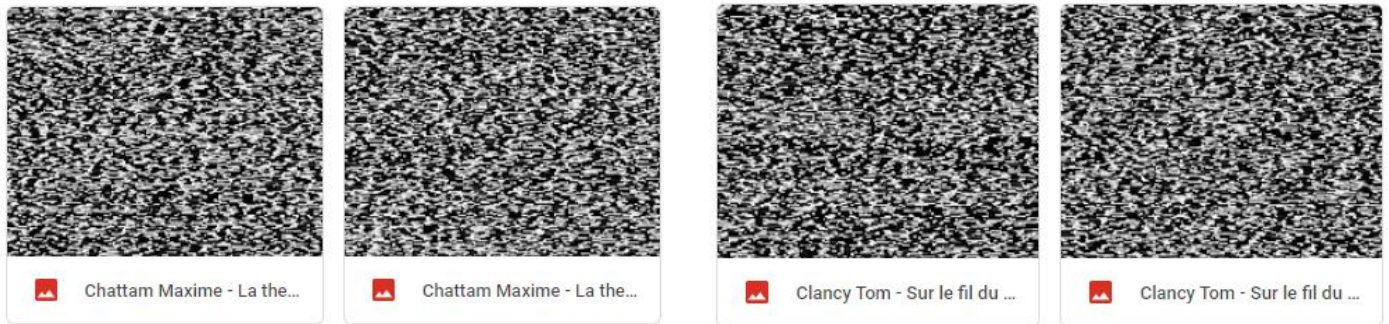 Chattam Maxime - La the...
Chattam Maxime - La the...
Clancy Tom - Sur le fil du ...
Clancy Tom - Sur le fil du ...